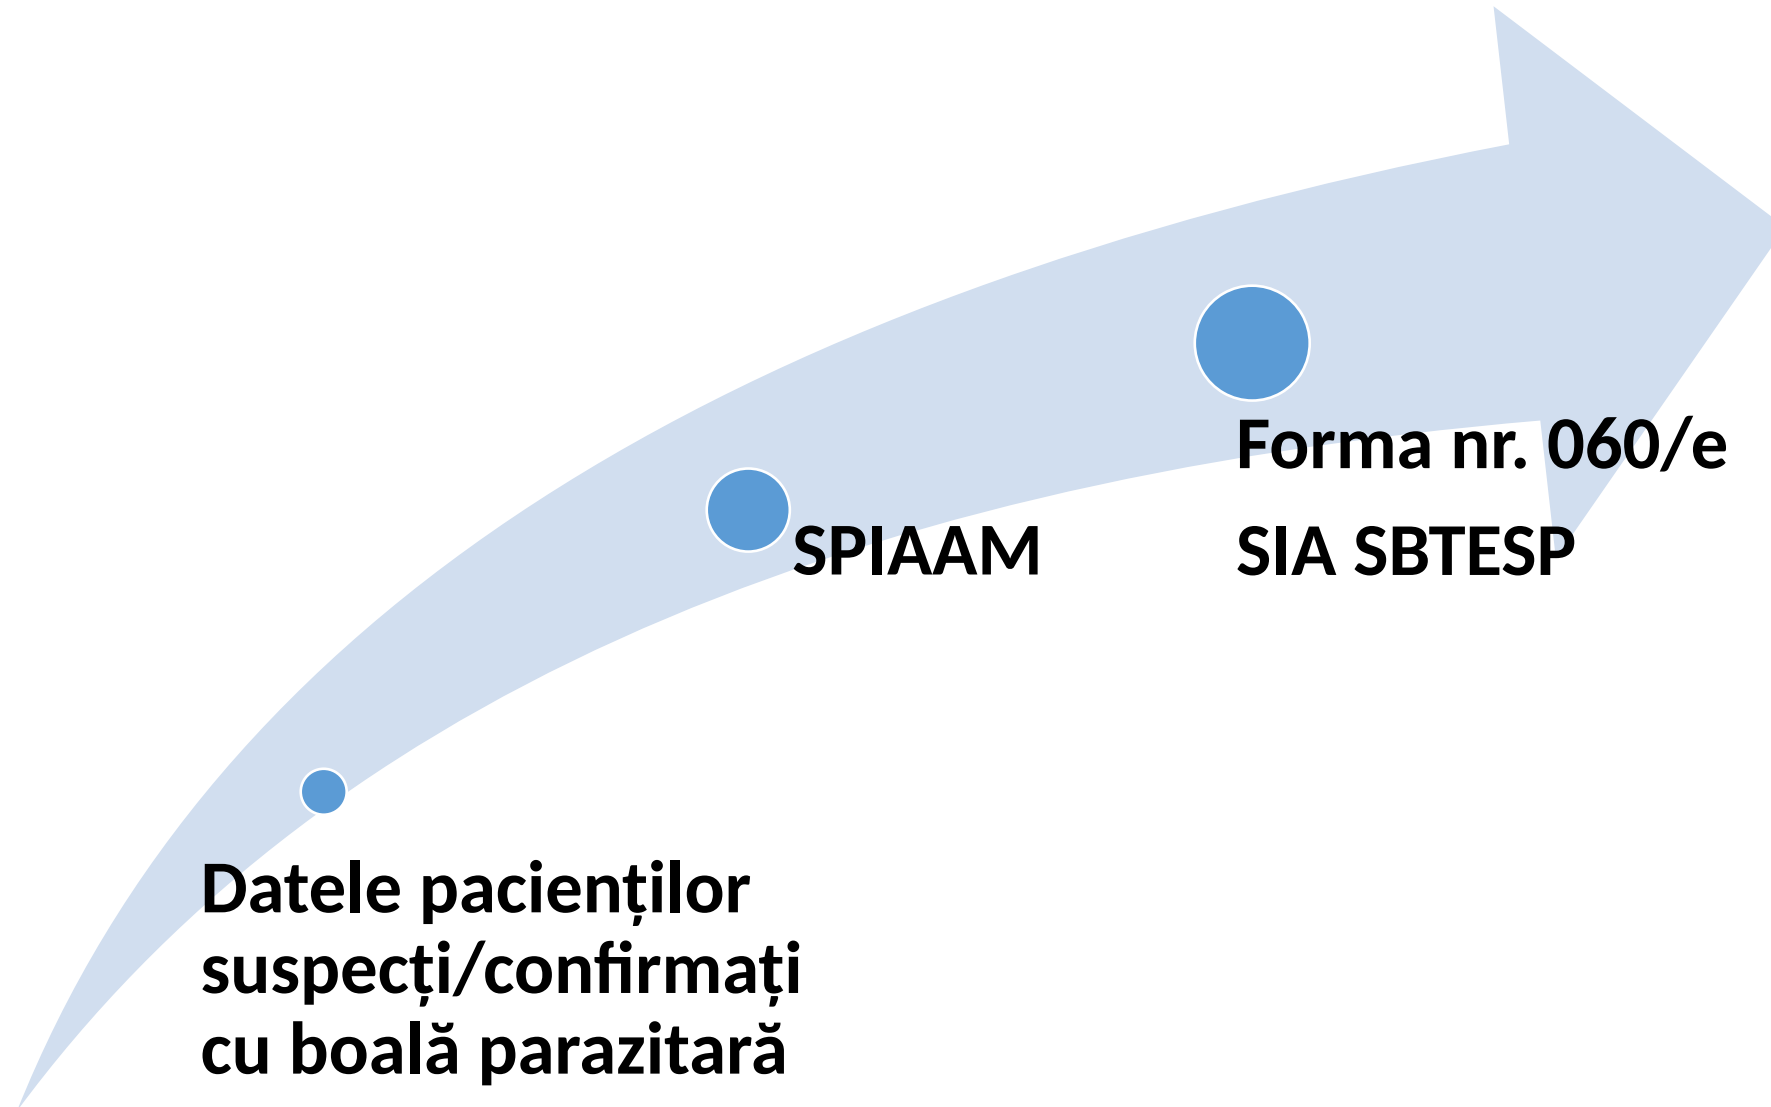 Datele pacienților
suspecți/confirmați
cu boală parazitară
SPIAAM
Forma nr. 060/e
SIA SBTESP